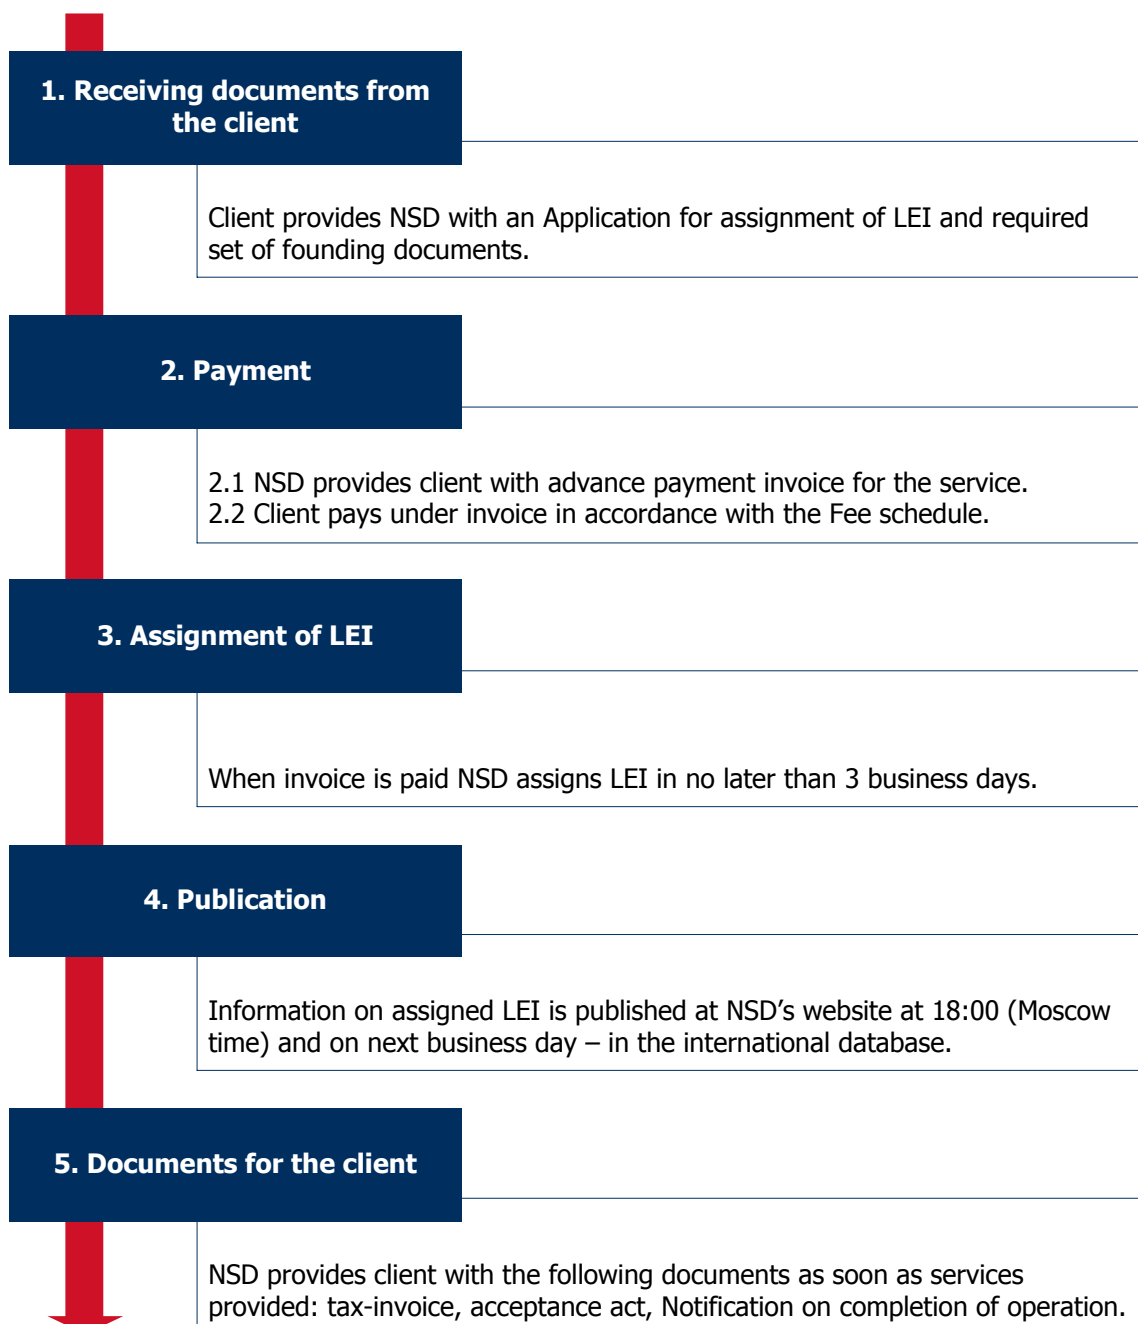 1. Receiving documents from
the client
Client provides NSD with an Application for assignment of LEI and required
set of founding documents.
2. Payment
2.1 NSD provides client with advance payment invoice for the service.
2.2 Client pays under invoice in accordance with the Fee schedule.
3. Assignment of LEI
When invoice is paid NSD assigns LEI in no later than 3 business days.
4. Publication
Information on assigned LEI is published at NSD’s website at 18:00 (Moscow
time) and on next business day – in the international database.
5. Documents for the client
NSD provides client with the following documents as soon as services
provided: tax-invoice, acceptance act, Notification on completion of operation.